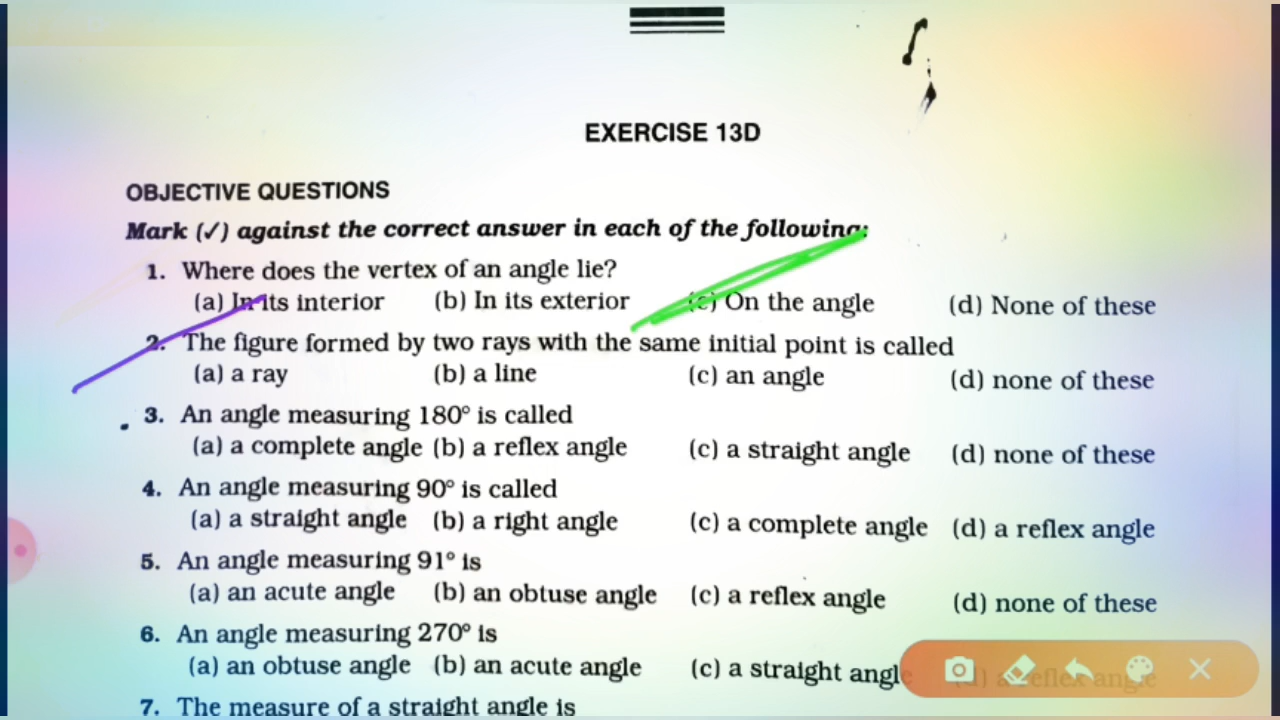 EXERCISE 13D
OBJECTIVE QUESTIONS
Mark (✓) against the correct answer in each of the following:
1. Where does the vertex of an angle lie?
(a) In its interior (b) In its exterior (c) On the angle (d) None of these
2. The figure formed by two rays with the same initial point is called
(a) a ray (b) a line (c) an angle (d) none of these
3. An angle measuring 180° is called
(a) a complete angle (b) a reflex angle (c) a straight angle (d) none of these
4. An angle measuring 90° is called
(a) a straight angle (b) a right angle (c) a complete angle (d) a reflex angle
5. An angle measuring 91° is
(a) an acute angle (b) an obtuse angle (c) a reflex angle (d) none of these
6. An angle measuring 270° is
(a) an obtuse angle (b) an acute angle (c) a straight angle (d) a reflex angle
7. The measure of a straight angle is